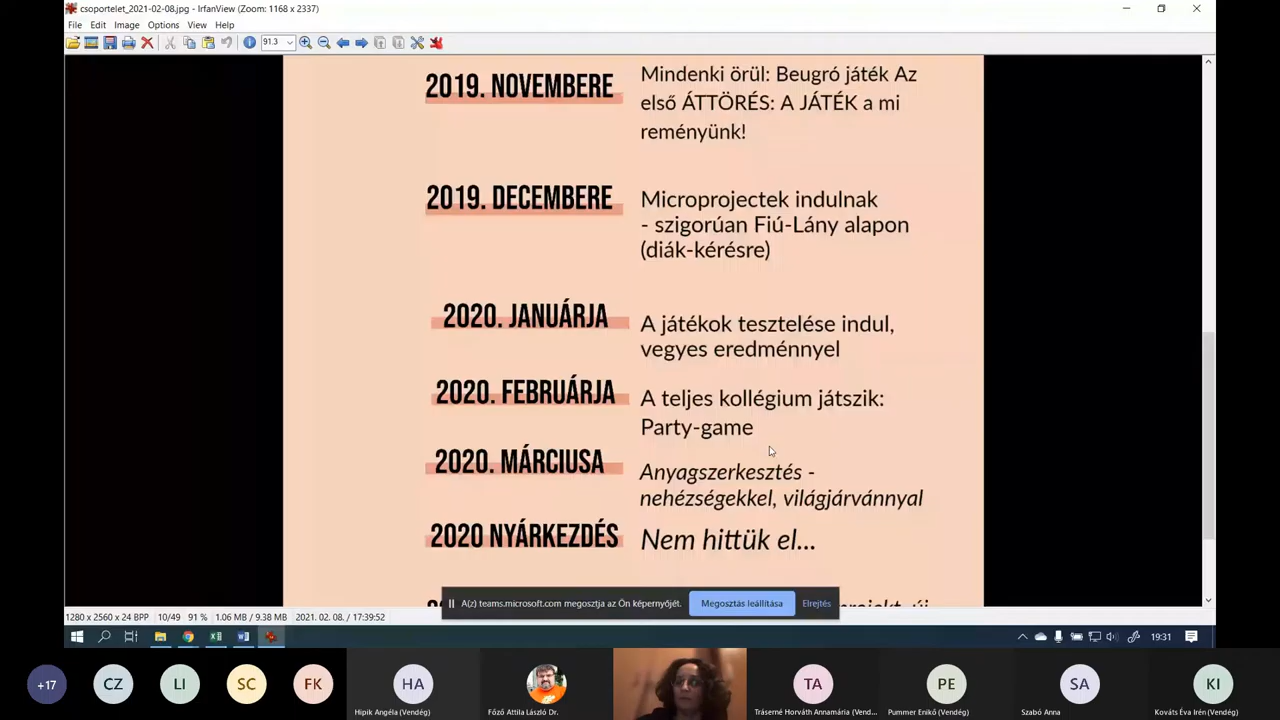 csoportelet_2021-02-08.jpg - IrfanView (Zoom: 1168 x 2337)
File Edit Image Options View Help
91.3
2019. NOVEMBERE
Mindenki örül: Beugró játék Az
első ÁTTÖRÉS: A JÁTÉK a mi
reményünk!
2019. DECEMBERE
Microprojectek indulnak
- szigorúan Fiú-Lány alapon
(diák-kérésre)
2020. JANUÁRJA
A játékok tesztelése indul,
vegyes eredménnyel
2020. FEBRUÁRJA
A teljes kollégium játszik:
Party-game
2020. MÁRCIUSA
Anyagszerkesztés -
nehézségekkel, világjárvánnyal
2020 NYÁRKEZDÉS
Nem hittük el...
A(z) teams.microsoft.com megosztja az Ön képernyőjét. Megosztás leállítása Elrejtés
1280 x 2560 x 24 BPP 10/49 91 % 1.06 MB / 9.38 MB 2021. 02. 08. / 17:39:52
19:31
+17 CZ LI SC FK HA TA PE SA KI
Hipik Angéla (Vendég) Főző Attila László Dr. Tráserné Horváth Annamária (Vend... Pummer Enikő (Vendég) Szabó Anna Kováts Éva Irén (Vendég)